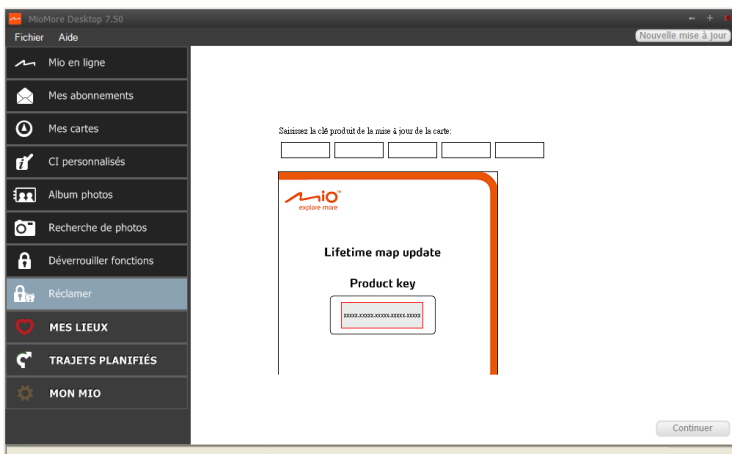 MioMore Desktop 7.50
Fichier Aide
Nouvelle mise à jour
Mio en ligne
Mes abonnements
Mes cartes
CI personnalisés
Album photos
Recherche de photos
Déverrouiller fonctions
Réclamer
MES LIEUX
TRAJETS PLANIFIÉS
MON MIO
Saisissez la clé produit de la mise à jour de la carte:
Mio™
explore more
Lifetime map update
Product key
xxxxx-xxxxx-xxxxx-xxxxx-xxxxx
Continuer